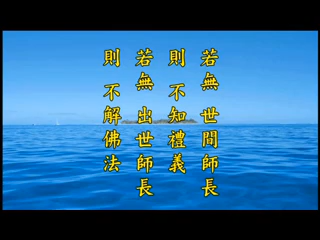 若無 世間師長
則 不知禮義
若無 出世師長
則 不解佛法